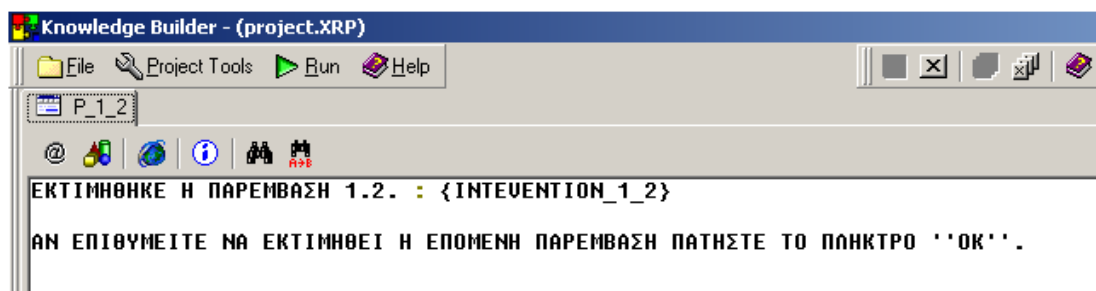 Knowledge Builder - (project.XRP)
File Project Tools Run Help
P_1_2
@ A→B
ΕΚΤΙΜΗΘΗΚΕ Η ΠΑΡΕΜΒΑΣΗ 1.2. : {INTEVENTION_1_2}
ΑΝ ΕΠΙΘΥΜΕΙΤΕ ΝΑ ΕΚΤΙΜΗΘΕΙ Η ΕΠΟΜΕΝΗ ΠΑΡΕΜΒΑΣΗ ΠΑΤΗΣΤΕ ΤΟ ΠΛΗΚΤΡΟ ''ΟΚ''.